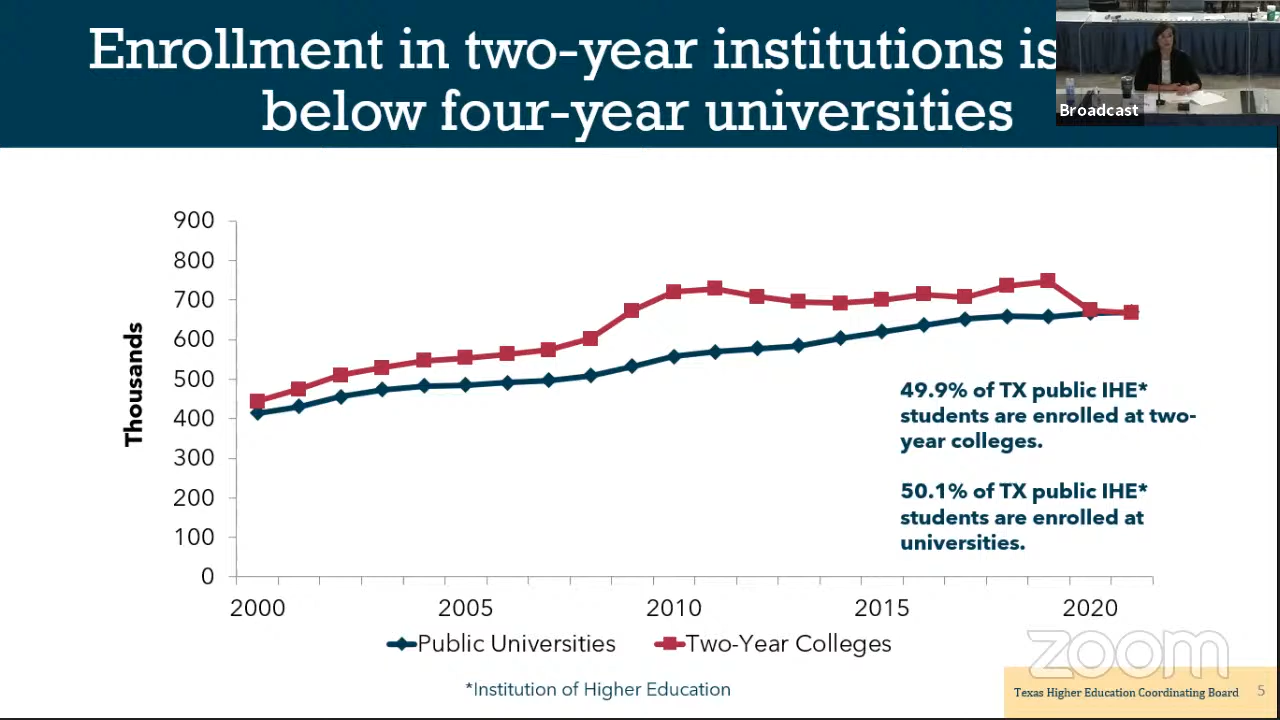 Enrollment in two-year institutions is
below four-year universities
Broadcast
900
800
700
600
500
400
300
200
100
0
Thousands
49.9% of TX public IHE*
students are enrolled at two-
year colleges.
50.1% of TX public IHE*
students are enrolled at
universities.
2000 2005 2010 2015 2020
Public Universities Two-Year Colleges
zoom
*Institution of Higher Education
Texas Higher Education Coordinating Board 5